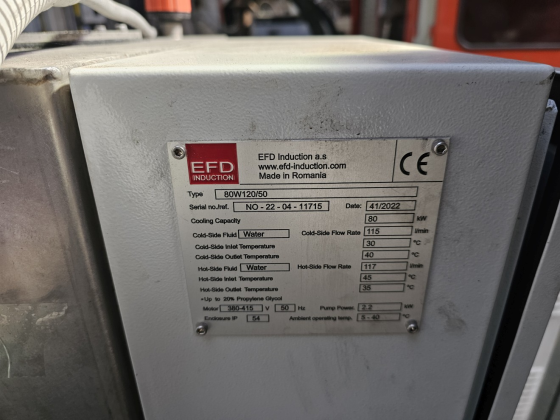 EFD
INDUCTION
EFD Induction a.s
www.efd-induction.com
Made in Romania
CE
Type 80W120/50
Serial no./ref. NO - 22 - 04 - 11715 Date: 41/2022
Cooling Capacity 80 kW
Cold-Side Fluid Water Cold-Side Flow Rate 115 l/min
Cold-Side Inlet Temperature 30 °C
Cold-Side Outlet Temperature 40 °C
Hot-Side Fluid Water Hot-Side Flow Rate 117 l/min
Hot-Side Inlet Temperature 45 °C
Hot-Side Outlet Temperature 35 °C
•Up to 20% Propylene Glycol
Motor 380-415 V 50 Hz Pump Power: 2.2 kW
Enclosure IP 54 Ambient operating temp. 5 - 40 °C